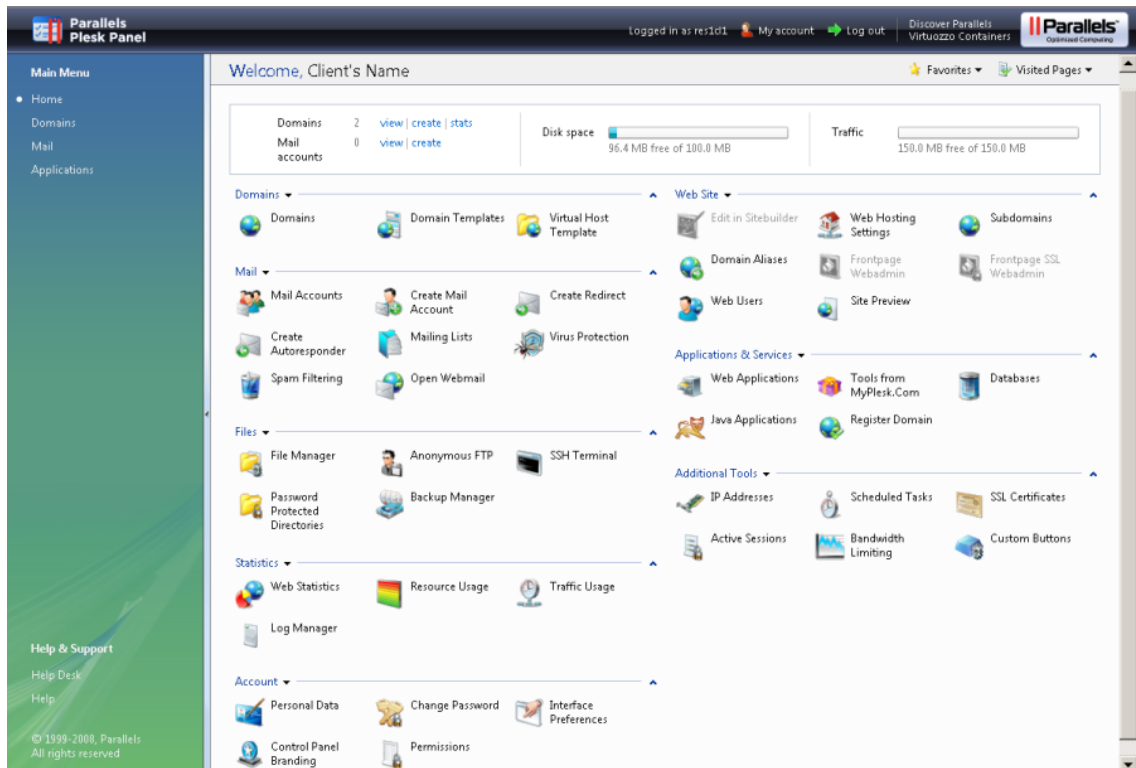 Parallels
Plesk Panel
Logged in as res1cl1 My account Log out
Discover Parallels
Virtuozzo Containers
Parallels
Optimized Computing
Main Menu
Home
Domains
Mail
Applications
Help & Support
Help Desk
Help
© 1999-2008, Parallels
All rights reserved
Welcome, Client's Name
Favorites Visited Pages
Domains 2 view | create | stats
Mail accounts 0 view | create
Disk space
96.4 MB free of 100.0 MB
Traffic
150.0 MB free of 150.0 MB
Domains
Domains
Domain Templates
Virtual Host
Template
Mail
Mail Accounts
Create Mail
Account
Create Redirect
Create
Autoresponder
Mailing Lists
Virus Protection
Spam Filtering
Open Webmail
Files
File Manager
Anonymous FTP
SSH Terminal
Password
Protected
Directories
Backup Manager
Statistics
Web Statistics
Resource Usage
Traffic Usage
Log Manager
Account
Personal Data
Change Password
Interface
Preferences
Control Panel
Branding
Permissions
Web Site
Edit in Sitebuilder
Web Hosting
Settings
Subdomains
Domain Aliases
Frontpage
Webadmin
Frontpage SSL
Webadmin
Web Users
Site Preview
Applications & Services
Web Applications
Tools from
MyPlesk.Com
Databases
Java Applications
Register Domain
Additional Tools
IP Addresses
Scheduled Tasks
SSL Certificates
Active Sessions
Bandwidth
Limiting
Custom Buttons